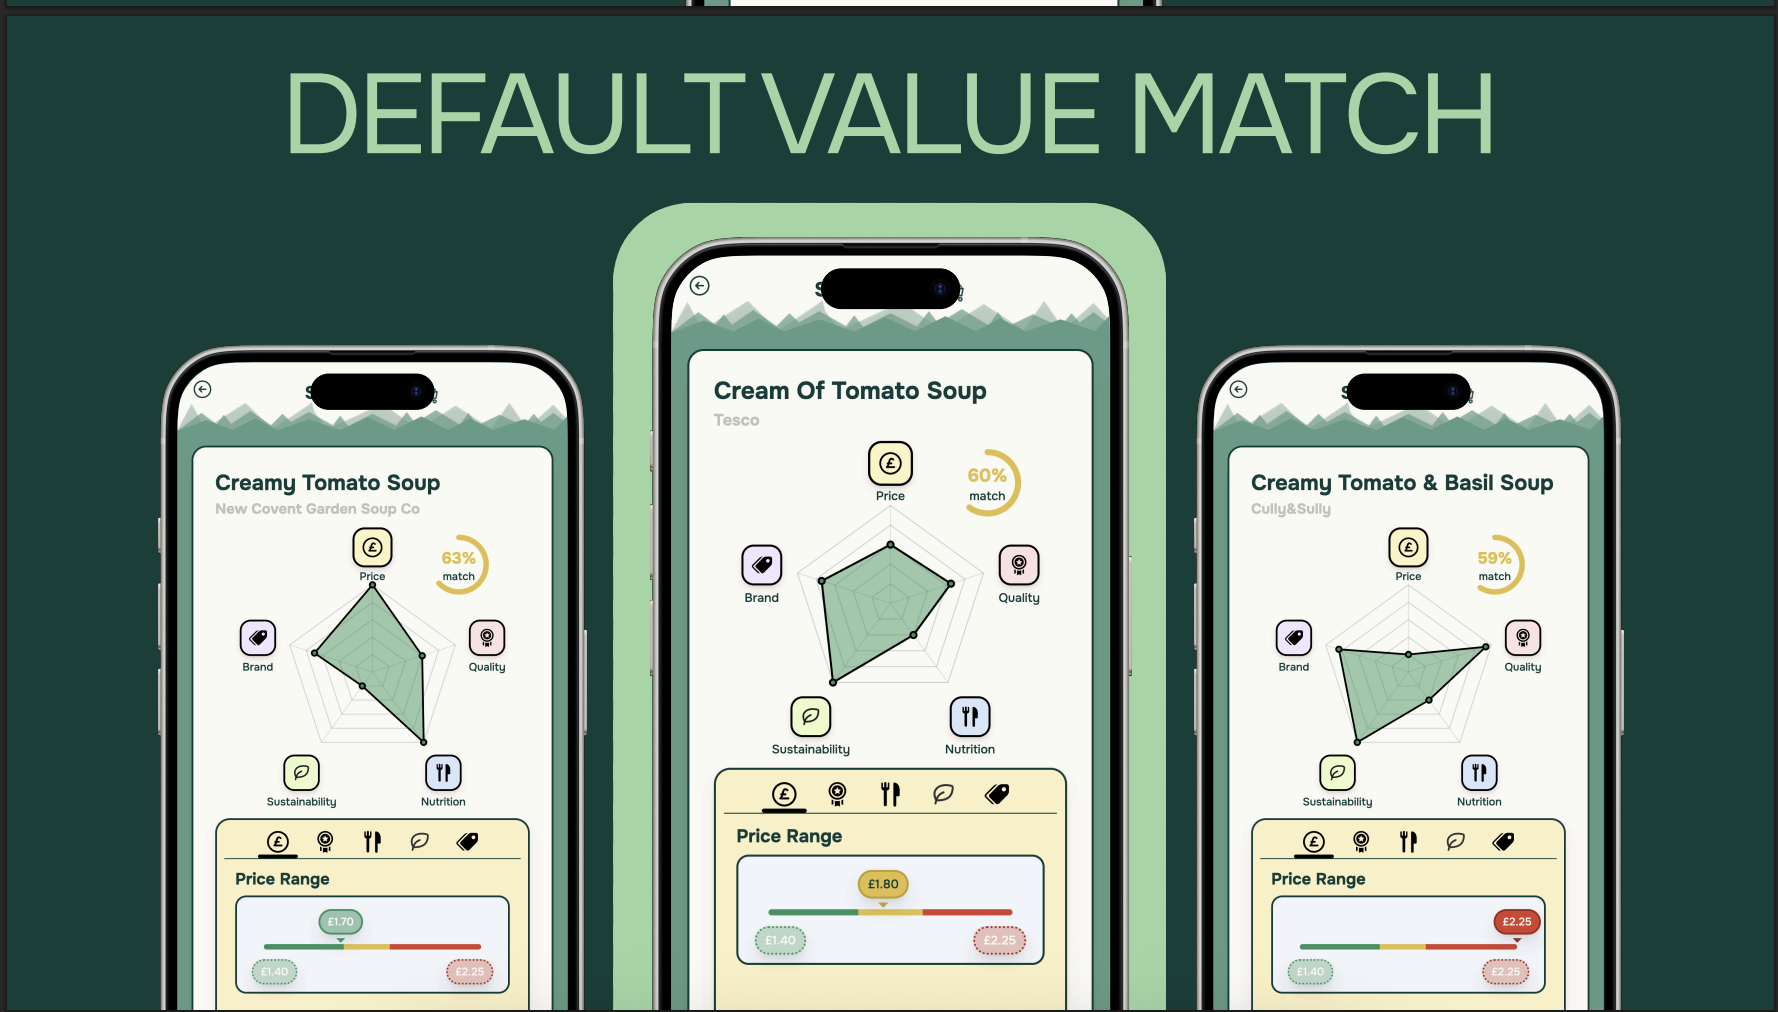 DEFAULT VALUE MATCH
Creamy Tomato Soup
New Covent Garden Soup Co
Price
63%
match
Brand
Quality
Sustainability
Nutrition
Price Range
£1.70
£1.40
£2.25
Cream Of Tomato Soup
Tesco
Price
60%
match
Brand
Quality
Sustainability
Nutrition
Price Range
£1.80
£1.40
£2.25
Creamy Tomato & Basil Soup
Cully&Sully
Price
59%
match
Brand
Quality
Sustainability
Nutrition
Price Range
£2.25
£1.40
£2.25